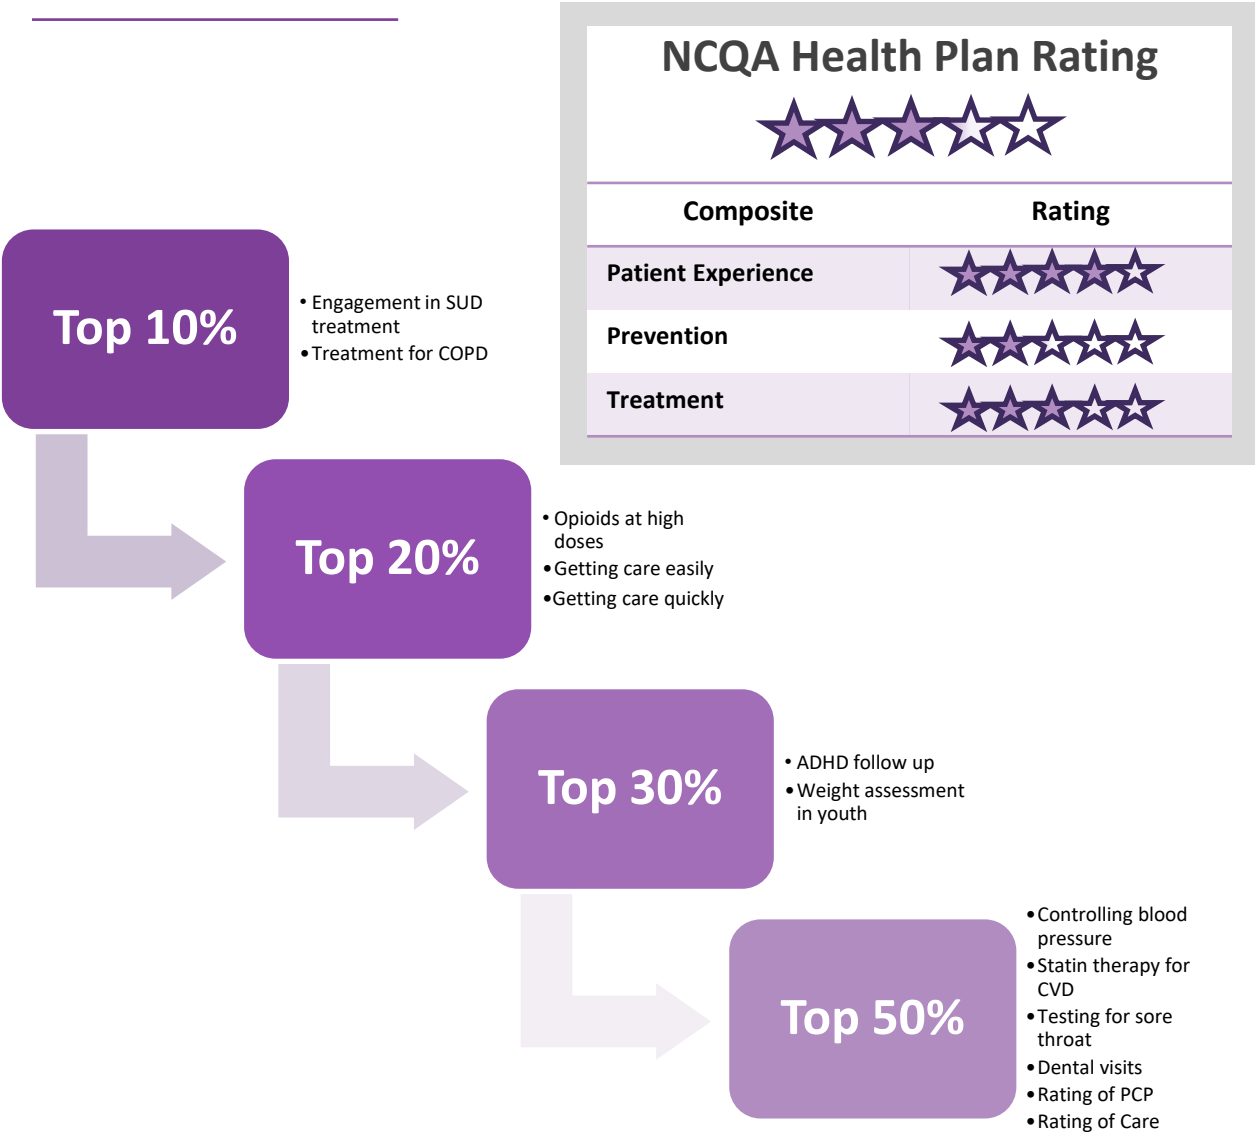 NCQA Health Plan Rating
Composite Rating
Patient Experience
Prevention
Treatment
Top 10%
• Engagement in SUD
treatment
•Treatment for COPD
Top 20%
• Opioids at high
doses
•Getting care easily
•Getting care quickly
Top 30%
• ADHD follow up
•Weight assessment
in youth
Top 50%
•Controlling blood
pressure
•Statin therapy for
CVD
•Testing for sore
throat
•Dental visits
•Rating of PCP
•Rating of Care